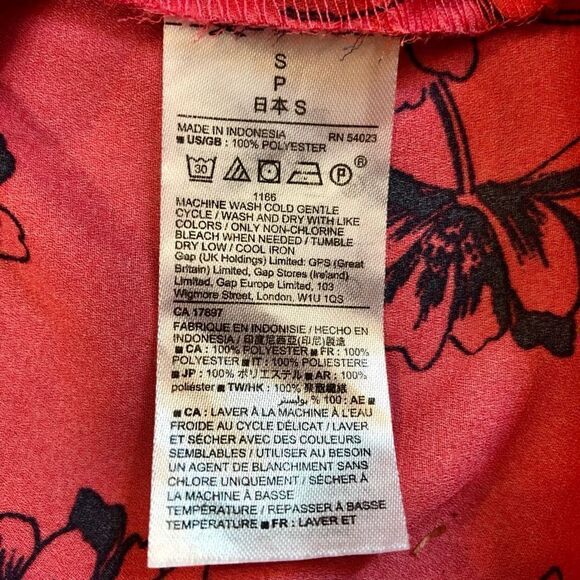 S
P
日本 S
MADE IN INDONESIA RN 54023
■ US/GB : 100% POLYESTER
30 P ®
1166
MACHINE WASH COLD GENTLE
CYCLE / WASH AND DRY WITH LIKE
COLORS / ONLY NON-CHLORINE
BLEACH WHEN NEEDED / TUMBLE
DRY LOW / COOL IRON
Gap (UK Holdings) Limited: GPS (Great
Britain) Limited, Gap Stores (Ireland)
Limited, Gap Europe Limited, 103
Wigmore Street, London, W1U 1QS
CA 17897
FABRIQUE EN INDONISIE / HECHO EN
INDONESIA / 印度尼西亞(印尼)製造
■ CA : 100% POLYESTER ■ FR : 100%
POLYESTER ■ IT : 100% POLIESTERE
■ JP : 100% ポリエステル ■ AR : 100%
poliéster ■ TW/HK : 100% 聚酯纖維
■ AE : 100 % بوليستر
■ CA : LAVER À LA MACHINE À L'EAU
FROIDE AU CYCLE DÉLICAT / LAVER
ET SÉCHER AVEC DES COULEURS
SEMBLABLES / UTILISER AU BESOIN
UN AGENT DE BLANCHIMENT SANS
CHLORE UNIQUEMENT / SÉCHER À
LA MACHINE À BASSE
TEMPÉRATURE / REPASSER À BASSE
TEMPÉRATURE ■ FR : LAVER ET